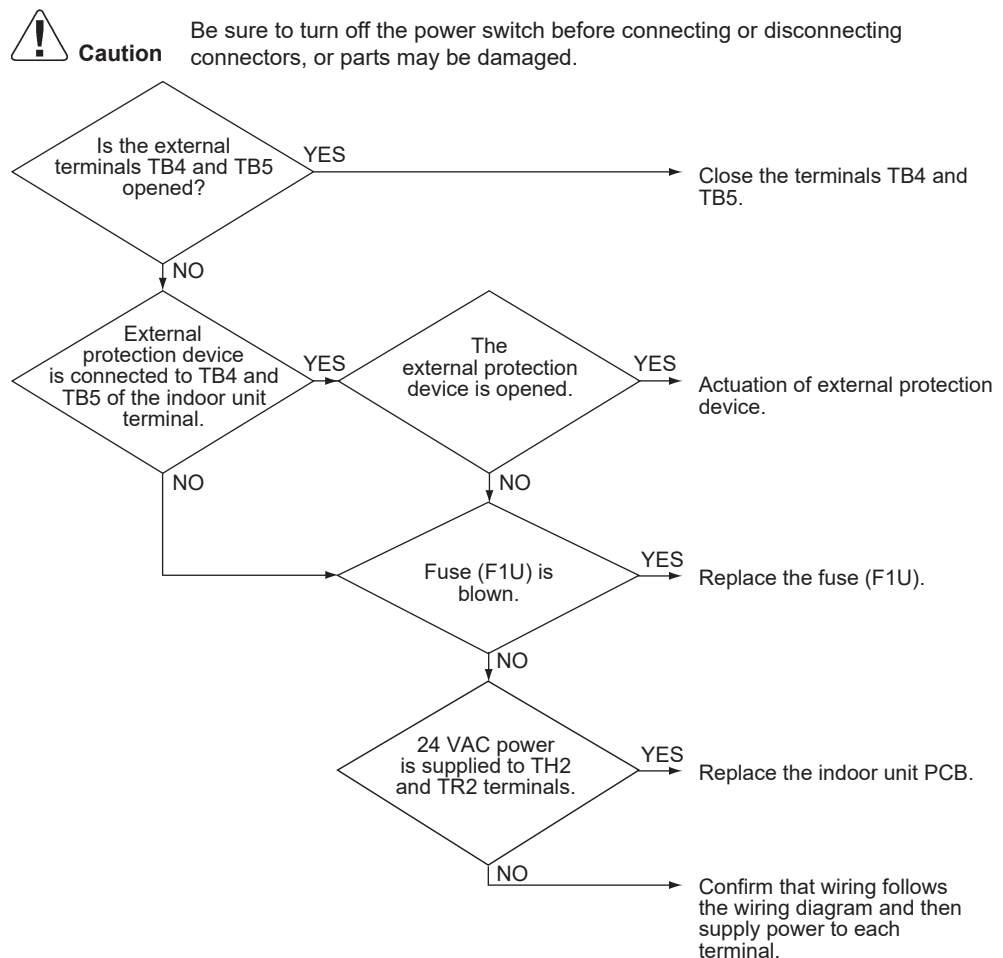 Caution
Be sure to turn off the power switch before connecting or disconnecting
connectors, or parts may be damaged.
Is the external
terminals TB4 and TB5
opened?
YES
Close the terminals TB4 and
TB5.
NO
External
protection device
is connected to TB4 and
TB5 of the indoor unit
terminal.
YES
The
external protection
device is opened.
YES
Actuation of external protection
device.
NO
NO
Fuse (F1U) is
blown.
YES
Replace the fuse (F1U).
NO
24 VAC power
is supplied to TH2
and TR2 terminals.
YES
Replace the indoor unit PCB.
NO
Confirm that wiring follows
the wiring diagram and then
supply power to each
terminal.